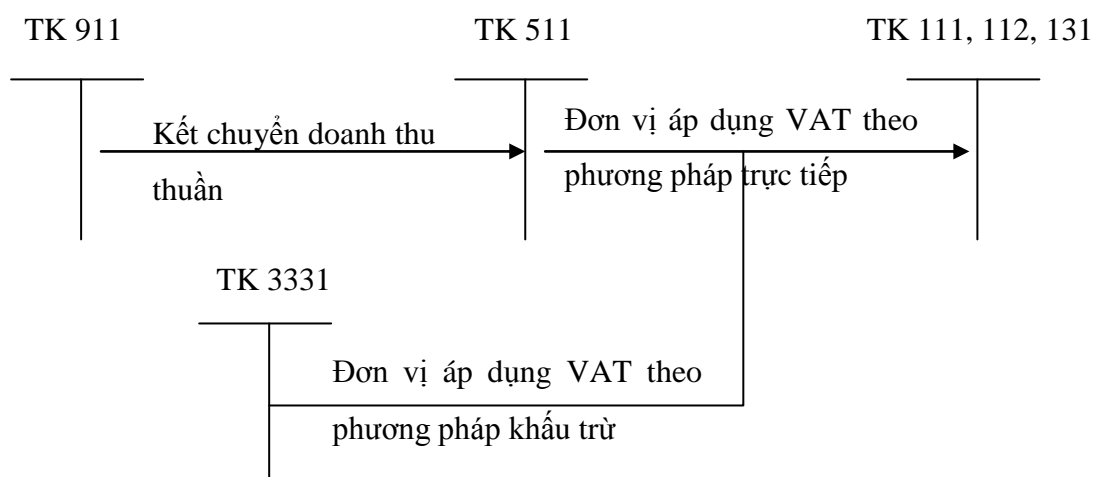 TK 911
TK 511
TK 111, 112, 131
Kết chuyển doanh thu
thuần
Đơn vị áp dụng VAT theo
phương pháp trực tiếp
TK 3331
Đơn vị áp dụng VAT theo
phương pháp khấu trừ